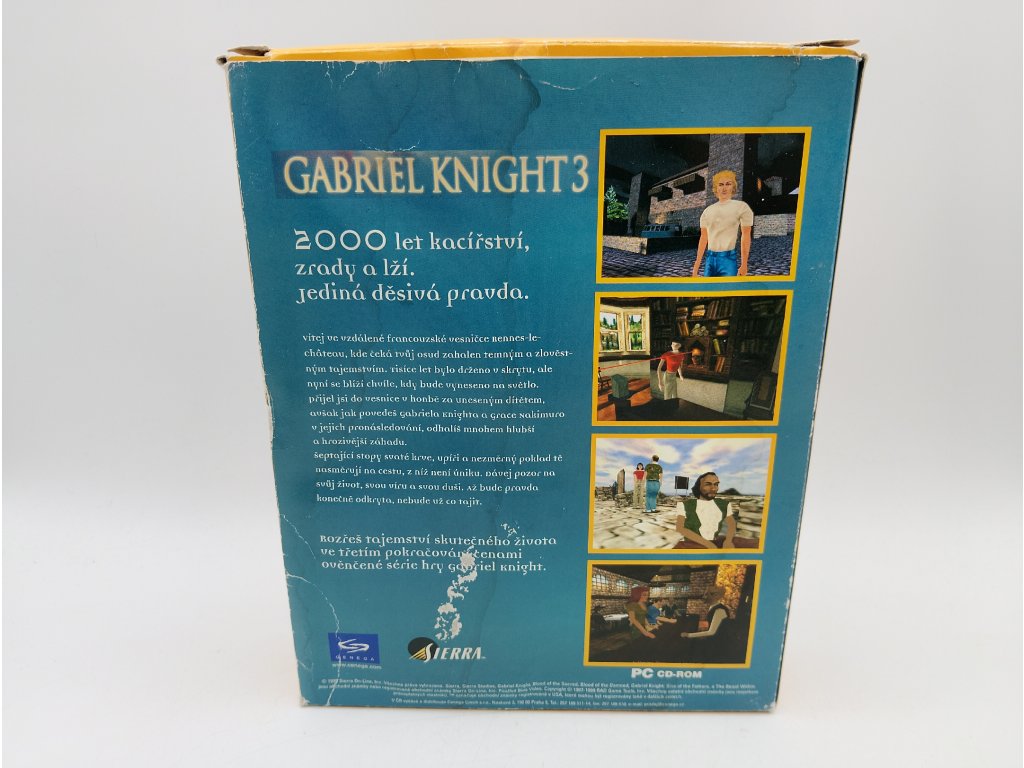 GABRIEL KNIGHT 3
2000 let kacířství,
zrady a lží.
Jediná děsivá pravda.
Vítej ve vzdálené francouzské vesničce Rennes-le-
château, kde čeká tvůj osud zahalen temným a zlověst-
ným tajemstvím. Tisíce let bylo drženo v skrytu, ale
nyní se blíží chvíle, kdy bude vyneseno na světlo.
Přijel jsi do vesnice v honbě za uneseným dítětem,
avšak jak povedeš Gabriela Knighta a Grace Nakimuro
v jejich pronásledování, odhalíš mnohem hlubší
a hrozivější záhadu.
Šeptající stopy svaté krve, upíři a nezměrný poklad tě
nasměrují na cestu, z níž není úniku. Dávej pozor na
svůj život, svou víru a svou duši. Až bude pravda
konečně odkryta, nebude už co tajit.
Rozřeš tajemství skutečného života
ve třetím pokračování cenami
ověnčené série hry Gabriel Knight.
CENEGA
www.cenega.com
SIERRA
PC CD-ROM